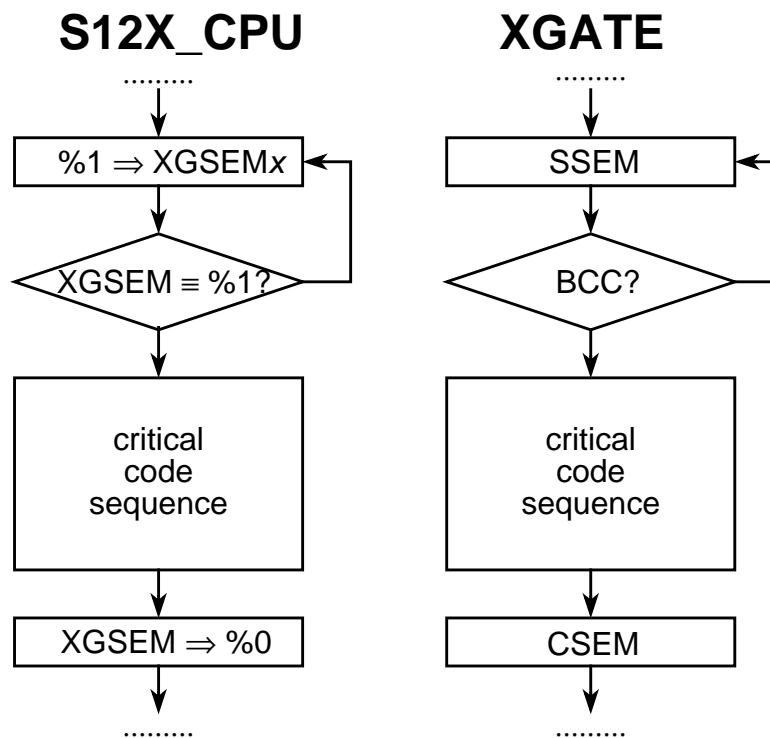 S12X_CPU
.........
%1 ⇒ XGSEMx
XGSEM ≡ %1?
critical
code
sequence
XGSEM ⇒ %0
.........
XGATE
.........
SSEM
BCC?
critical
code
sequence
CSEM
.........